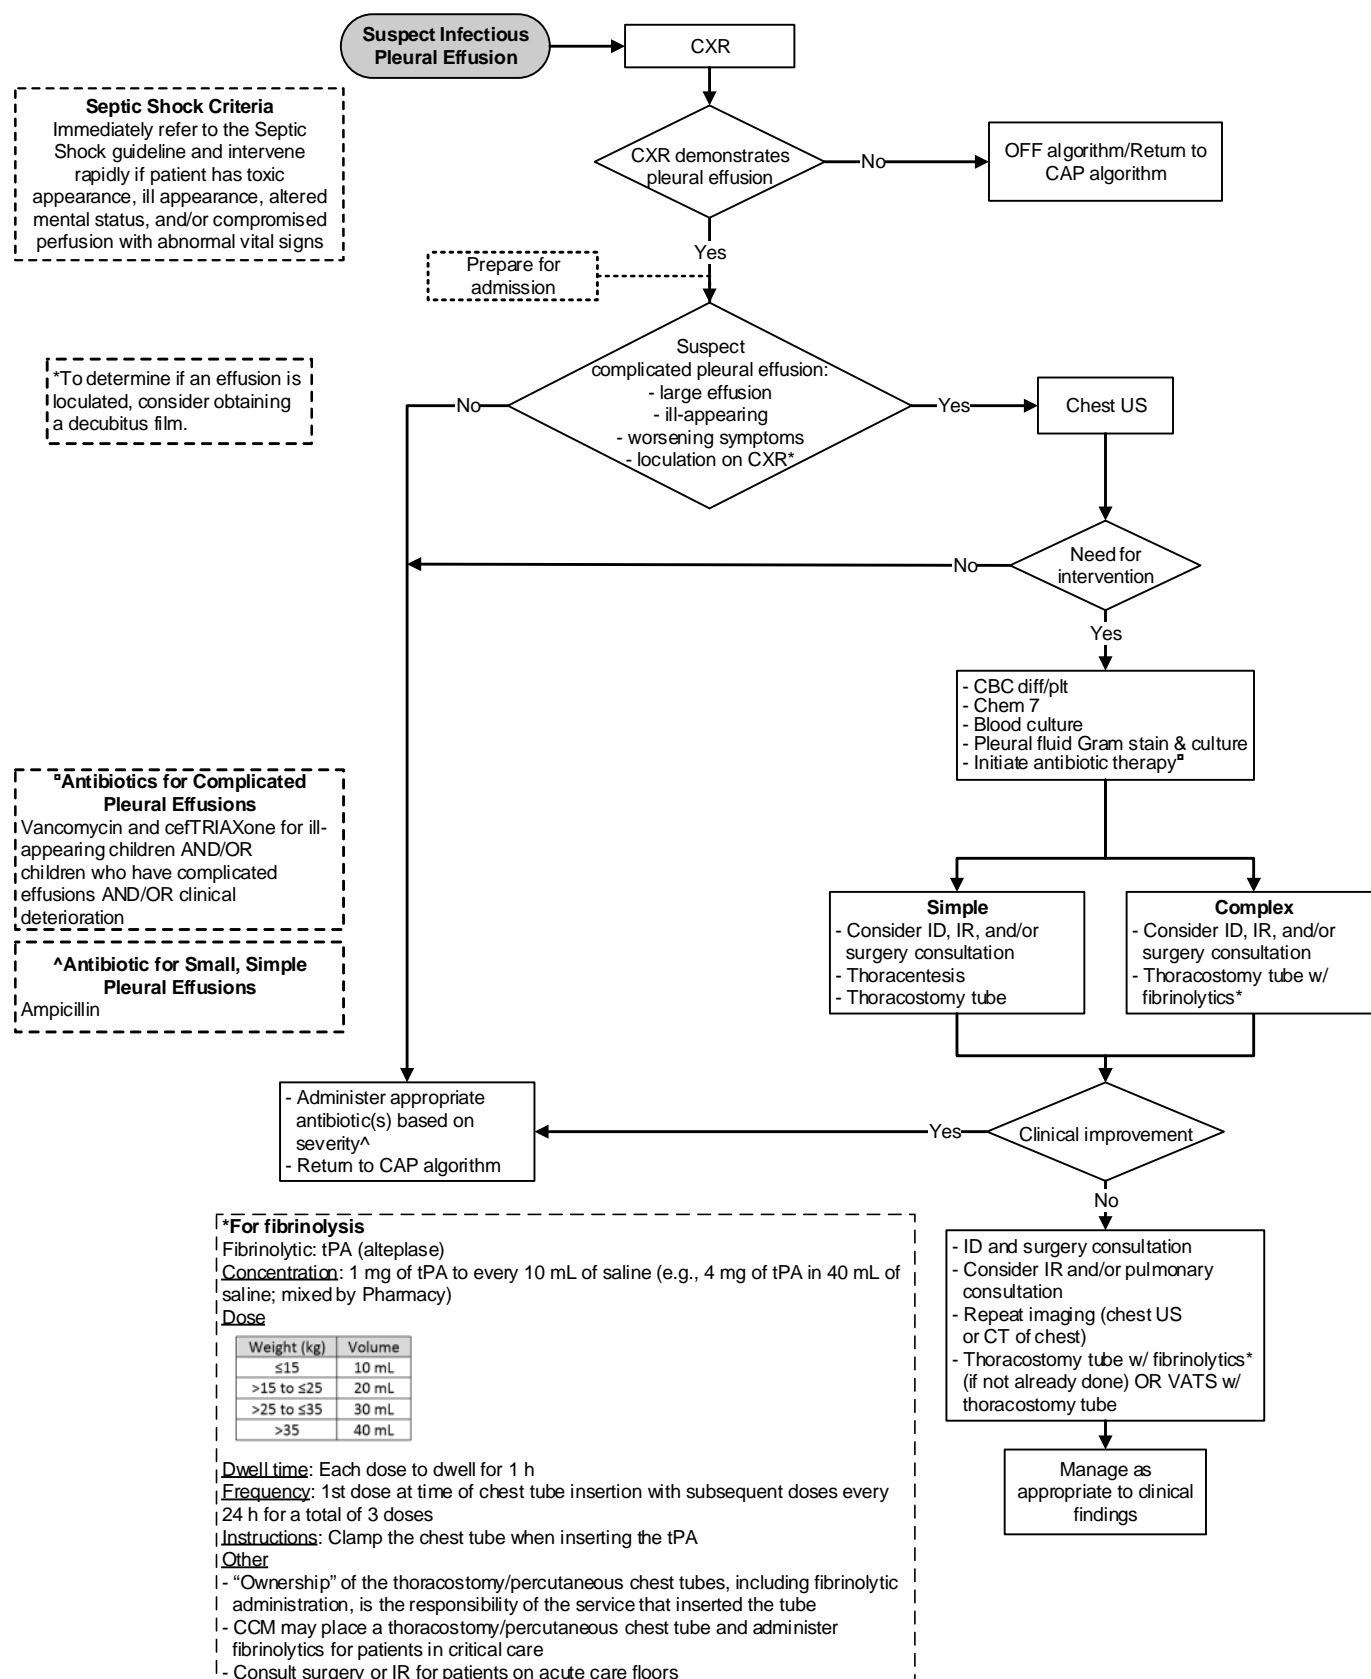 Suspect Infectious
Pleural Effusion
CXR
Septic Shock Criteria
Immediately refer to the Septic
Shock guideline and intervene
rapidly if patient has toxic
appearance, ill appearance, altered
mental status, and/or compromised
perfusion with abnormal vital signs
CXR demonstrates
pleural effusion
No
OFF algorithm/Return to
CAP algorithm
Yes
Prepare for
admission
*To determine if an effusion is
loculated, consider obtaining
a decubitus film.
Suspect
complicated pleural effusion:
- large effusion
- ill-appearing
- worsening symptoms
- loculation on CXR*
No
Yes
Chest US
Need for
intervention
No
Yes
- CBC diff/plt
- Chem 7
- Blood culture
- Pleural fluid Gram stain & culture
- Initiate antibiotic therapy¤
¤Antibiotics for Complicated
Pleural Effusions
Vancomycin and cefTRIAXone for ill-
appearing children AND/OR
children who have complicated
effusions AND/OR clinical
deterioration
^Antibiotic for Small, Simple
Pleural Effusions
Ampicillin
Simple
- Consider ID, IR, and/or
surgery consultation
- Thoracentesis
- Thoracostomy tube
Complex
- Consider ID, IR, and/or
surgery consultation
- Thoracostomy tube w/
fibrinolytics*
- Administer appropriate
antibiotic(s) based on
severity^
- Return to CAP algorithm
Yes
Clinical improvement
No
- ID and surgery consultation
- Consider IR and/or pulmonary
consultation
- Repeat imaging (chest US
or CT of chest)
- Thoracostomy tube w/ fibrinolytics*
(if not already done) OR VATS w/
thoracostomy tube
Manage as
appropriate to clinical
findings
*For fibrinolysis
Fibrinolytic: tPA (alteplase)
Concentration: 1 mg of tPA to every 10 mL of saline (e.g., 4 mg of tPA in 40 mL of
saline; mixed by Pharmacy)
Dose
Weight (kg) Volume
≤15 10 mL
>15 to ≤25 20 mL
>25 to ≤35 30 mL
>35 40 mL
Dwell time: Each dose to dwell for 1 h
Frequency: 1st dose at time of chest tube insertion with subsequent doses every
24 h for a total of 3 doses
Instructions: Clamp the chest tube when inserting the tPA
Other
- “Ownership” of the thoracostomy/percutaneous chest tubes, including fibrinolytic
administration, is the responsibility of the service that inserted the tube
- CCM may place a thoracostomy/percutaneous chest tube and administer
fibrinolytics for patients in critical care
- Consult surgery or IR for patients on acute care floors